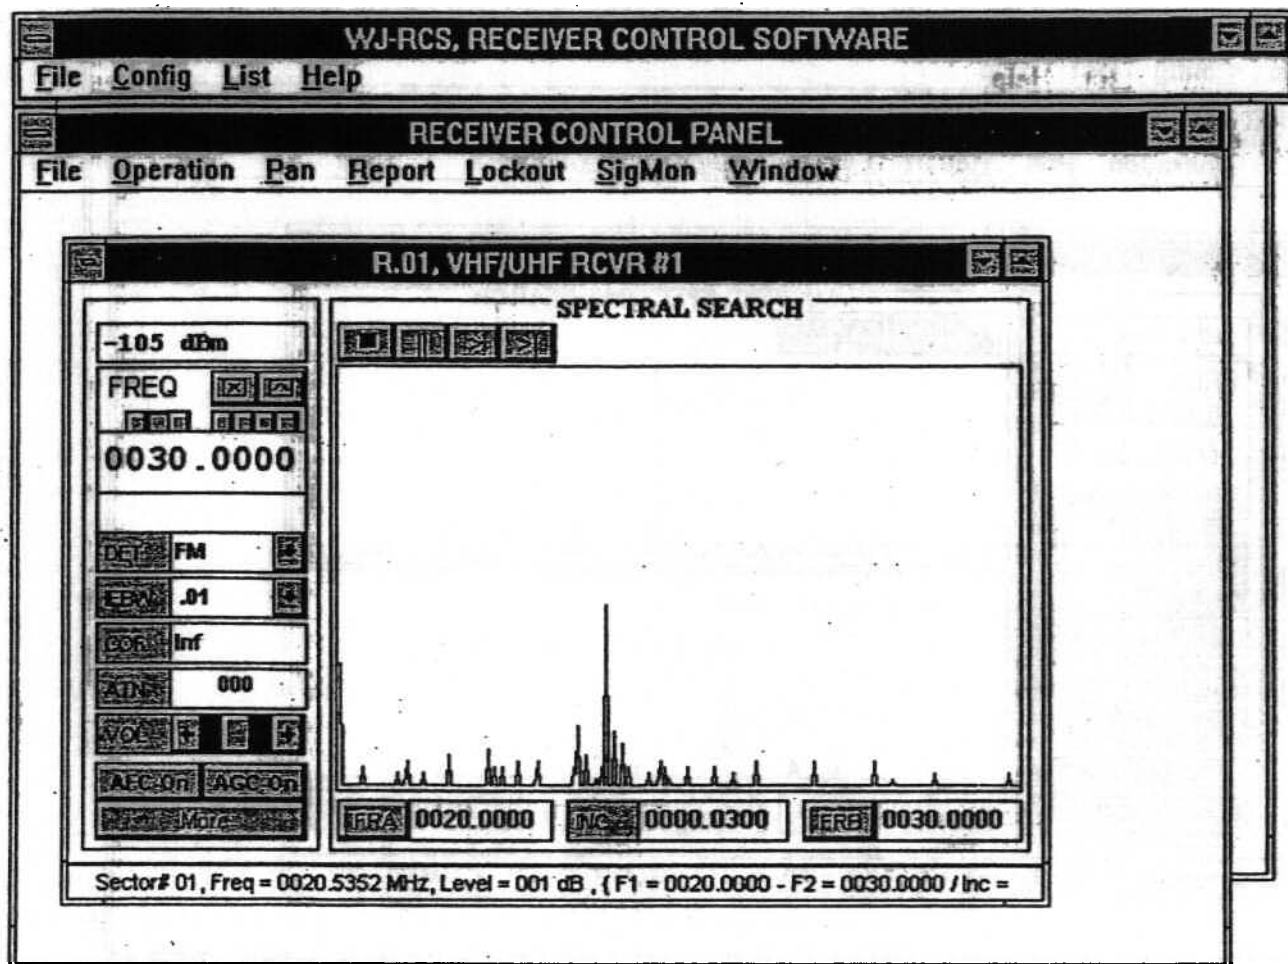 WJ-RCS, RECEIVER CONTROL SOFTWARE
File Config List Help
RECEIVER CONTROL PANEL
File Operation Pan Report Lockout SigMon Window
R.01, VHF/UHF RCVR #1
SPECTRAL SEARCH
-105 dBm
FREQ
0030.0000
DET FM
IFBW .01
COR Inf
ATN 000
VOL
AFC On AGC On
More
FRA 0020.0000 INC 0000.0300 FRB 0030.0000
Sector# 01, Freq = 0020.5352 MHz, Level = 001 dB , { F1 = 0020.0000 - F2 = 0030.0000 / Inc =